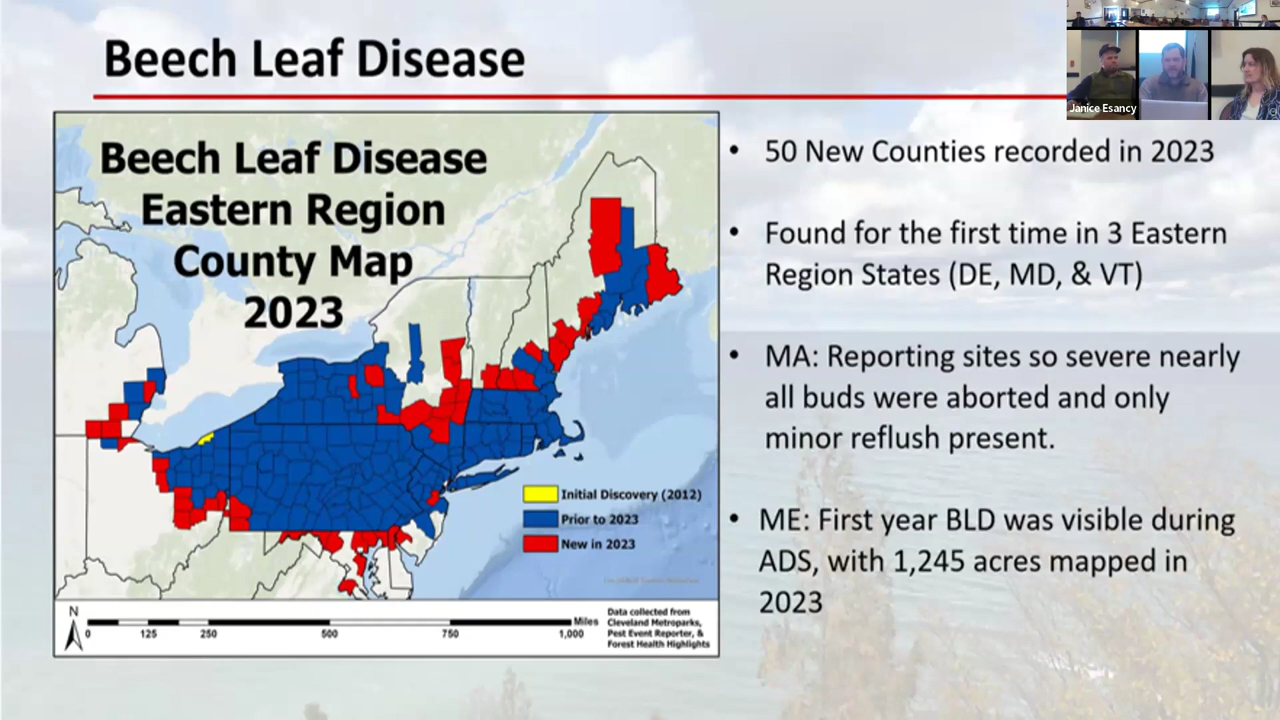 Beech Leaf Disease
Janice Esancy
Beech Leaf Disease
Eastern Region
County Map
2023
Initial Discovery (2012)
Prior to 2023
New in 2023
N
0 125 250 500 750 1,000
Miles
Data collected from
Cleveland Metroparks,
Pest Event Reporter, &
Forest Health Highlights
• 50 New Counties recorded in 2023
• Found for the first time in 3 Eastern
Region States (DE, MD, & VT)
• MA: Reporting sites so severe nearly
all buds were aborted and only
minor reflush present.
• ME: First year BLD was visible during
ADS, with 1,245 acres mapped in
2023